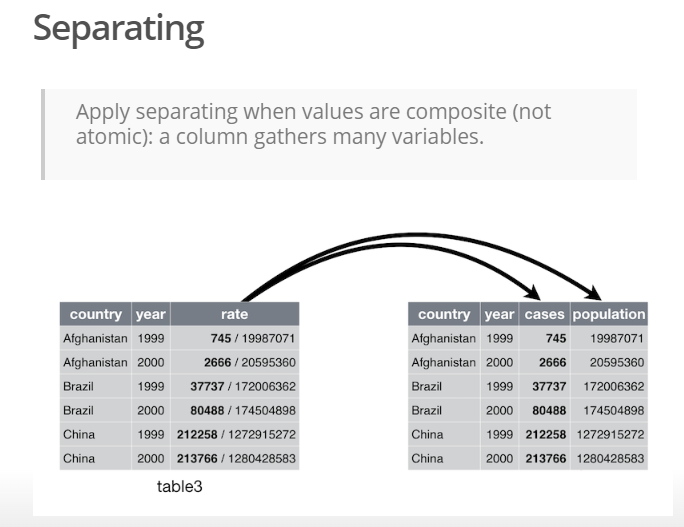 Separating
Apply separating when values are composite (not
atomic): a column gathers many variables.
country year rate
Afghanistan 1999 745 / 19987071
Afghanistan 2000 2666 / 20595360
Brazil 1999 37737 / 172006362
Brazil 2000 80488 / 174504898
China 1999 212258 / 1272915272
China 2000 213766 / 1280428583
table3
country year cases population
Afghanistan 1999 745 19987071
Afghanistan 2000 2666 20595360
Brazil 1999 37737 172006362
Brazil 2000 80488 174504898
China 1999 212258 1272915272
China 2000 213766 1280428583